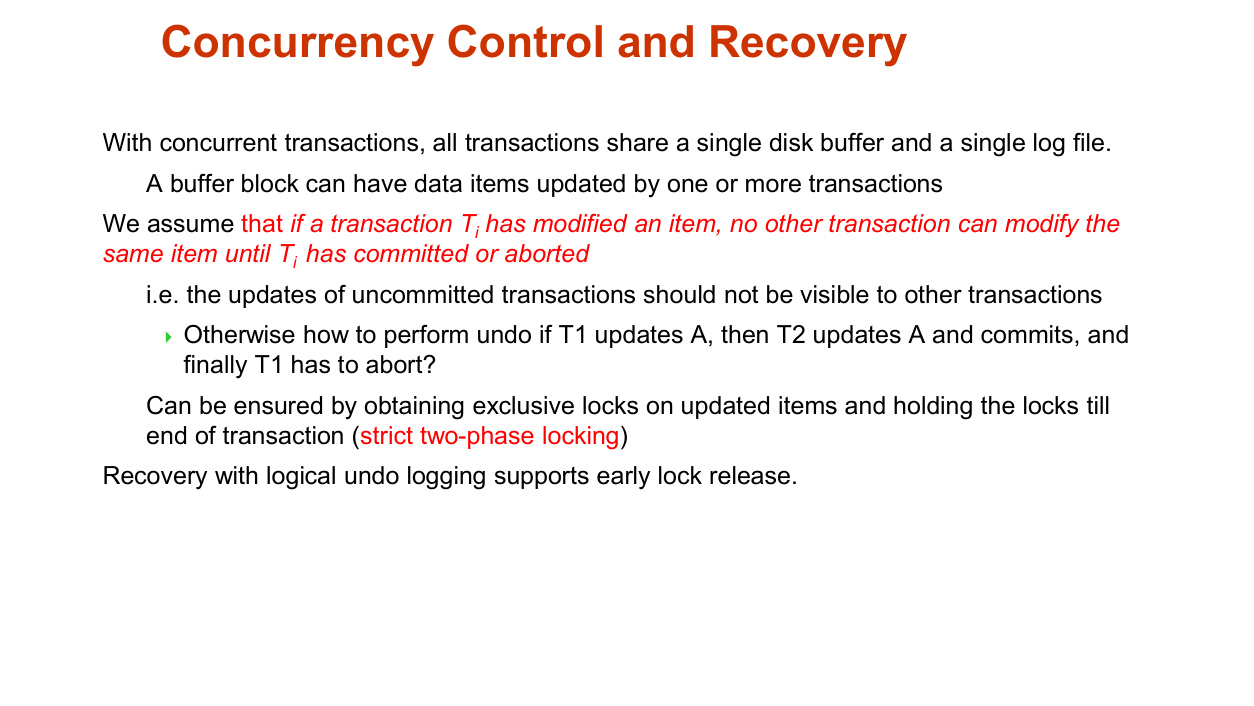 Concurrency Control and Recovery
With concurrent transactions, all transactions share a single disk buffer and a single log file.
A buffer block can have data items updated by one or more transactions
We assume that if a transaction Ti has modified an item, no other transaction can modify the
same item until Ti has committed or aborted
i.e. the updates of uncommitted transactions should not be visible to other transactions
Otherwise how to perform undo if T1 updates A, then T2 updates A and commits, and
finally T1 has to abort?
Can be ensured by obtaining exclusive locks on updated items and holding the locks till
end of transaction (strict two-phase locking)
Recovery with logical undo logging supports early lock release.